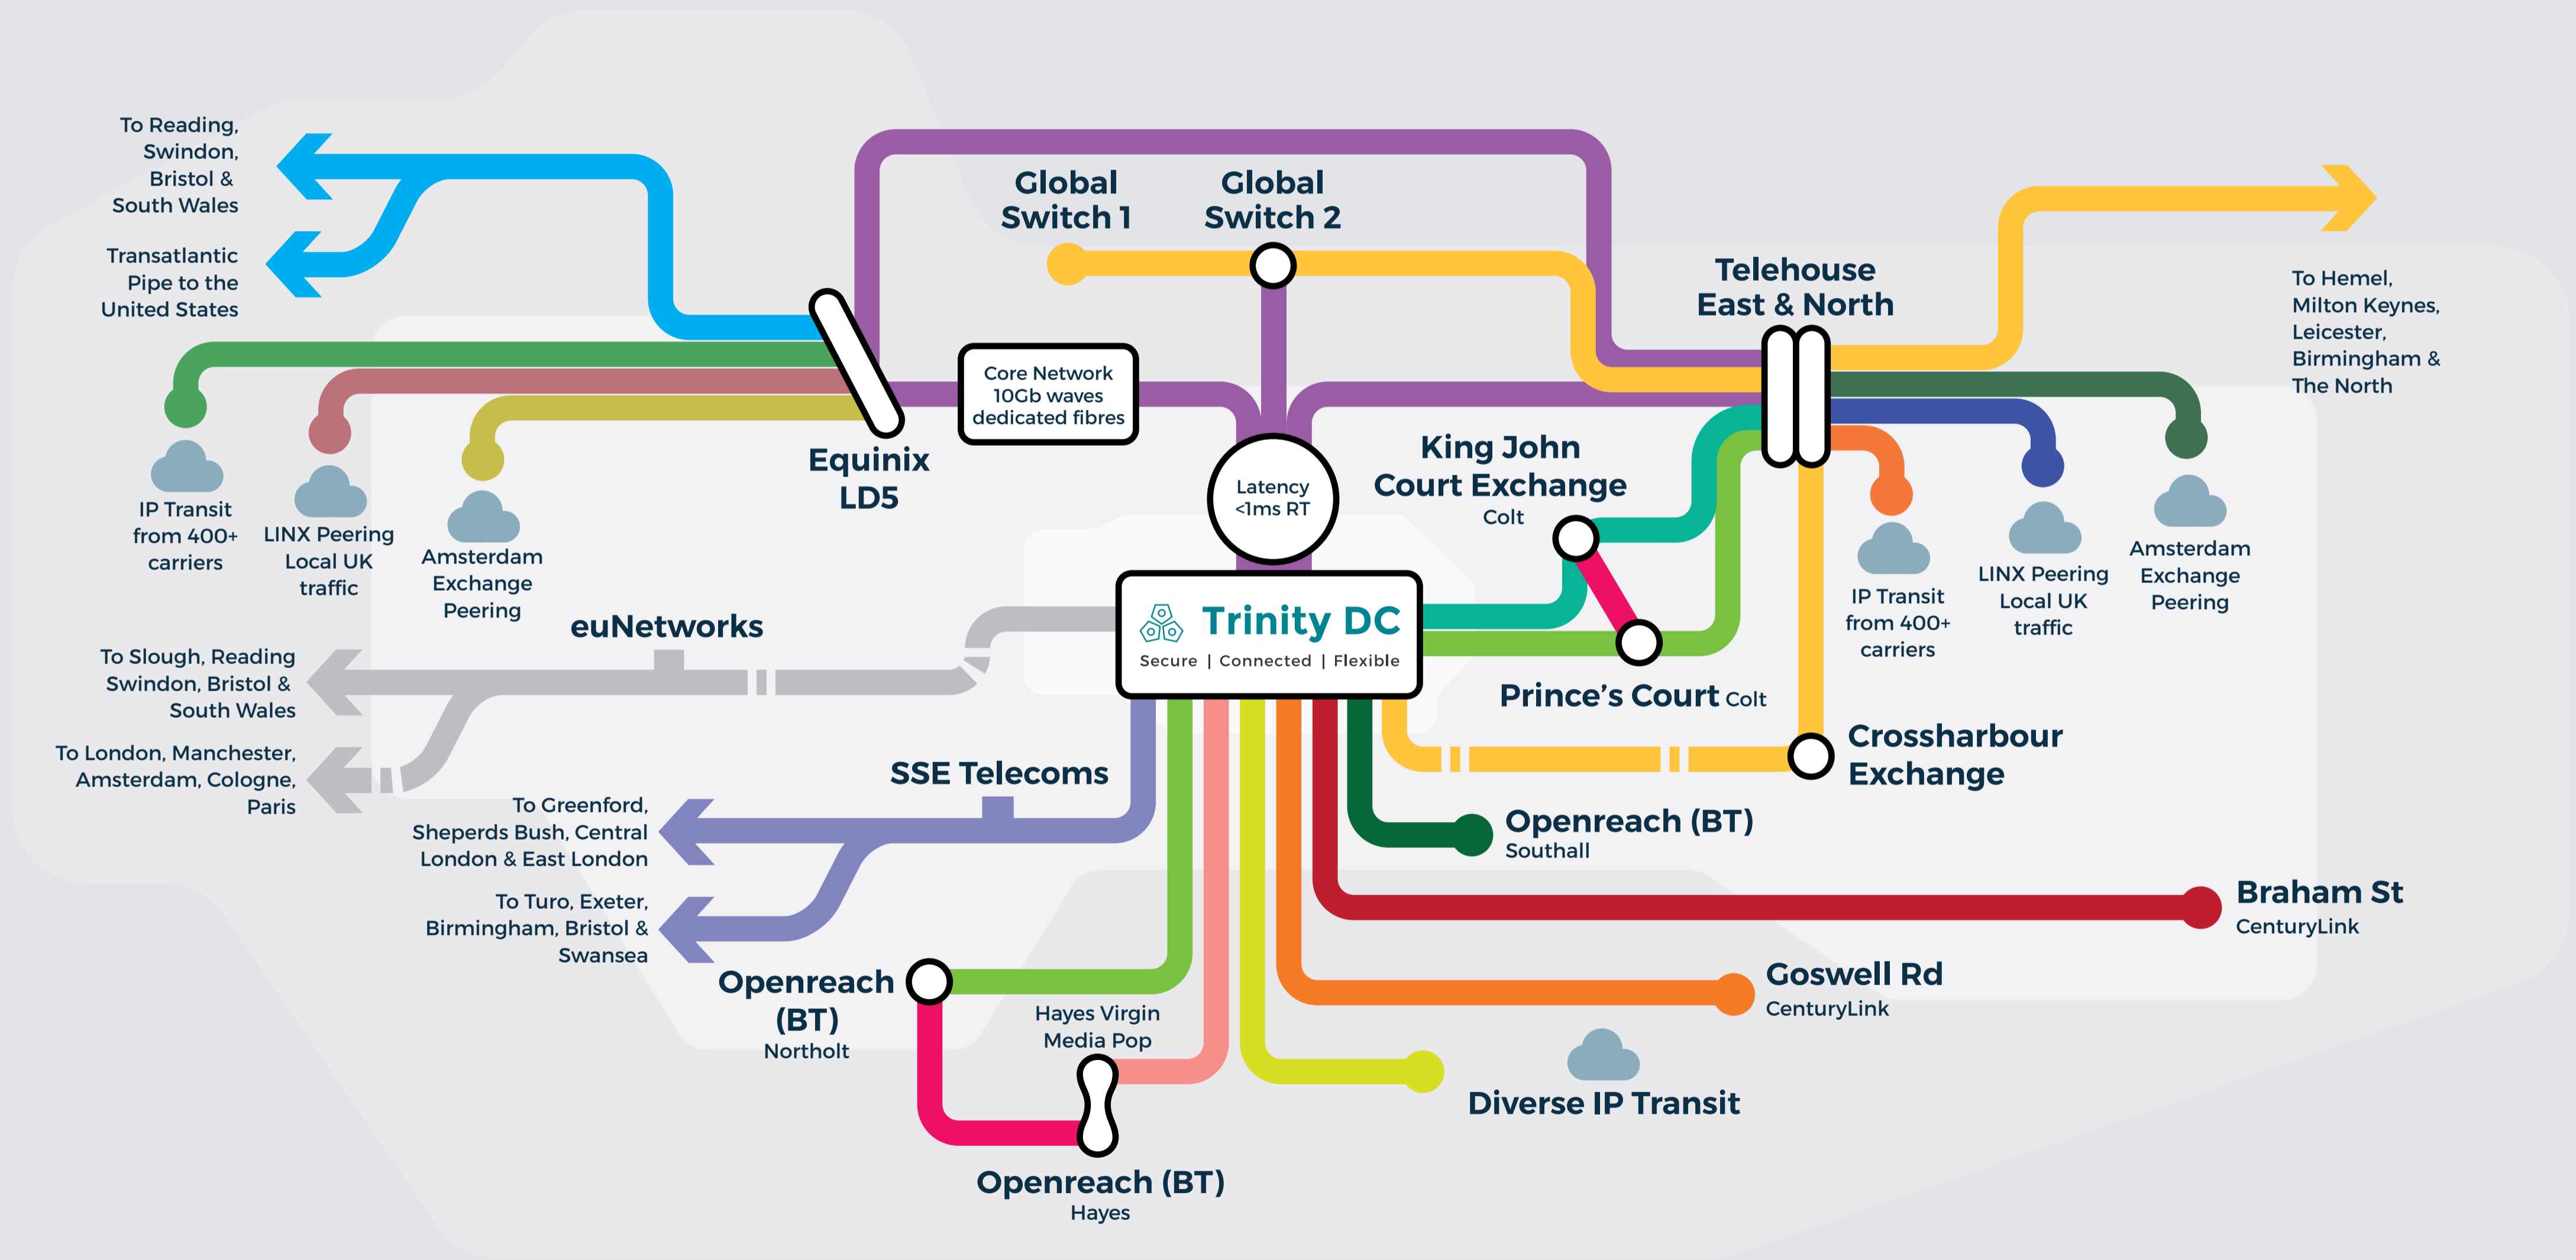 To Reading,
Swindon,
Bristol &
South Wales
Transatlantic
Pipe to the
United States
Global
Switch 1
Global
Switch 2
Telehouse
East & North
To Hemel,
Milton Keynes,
Leicester,
Birmingham &
The North
Core Network
10Gb waves
dedicated fibres
Equinix
LD5
Latency
<1ms RT
King John
Court Exchange
Colt
IP Transit
from 400+
carriers
LINX Peering
Local UK
traffic
Amsterdam
Exchange
Peering
IP Transit
from 400+
carriers
LINX Peering
Local UK
traffic
Amsterdam
Exchange
Peering
euNetworks
Trinity DC
Secure | Connected | Flexible
To Slough, Reading
Swindon, Bristol &
South Wales
To London, Manchester,
Amsterdam, Cologne,
Paris
Prince's Court Colt
Crossharbour
Exchange
SSE Telecoms
To Greenford,
Sheperds Bush, Central
London & East London
To Turo, Exeter,
Birmingham, Bristol &
Swansea
Openreach (BT)
Southall
Braham St
CenturyLink
Openreach
(BT)
Northolt
Goswell Rd
CenturyLink
Hayes Virgin
Media Pop
Diverse IP Transit
Openreach (BT)
Hayes